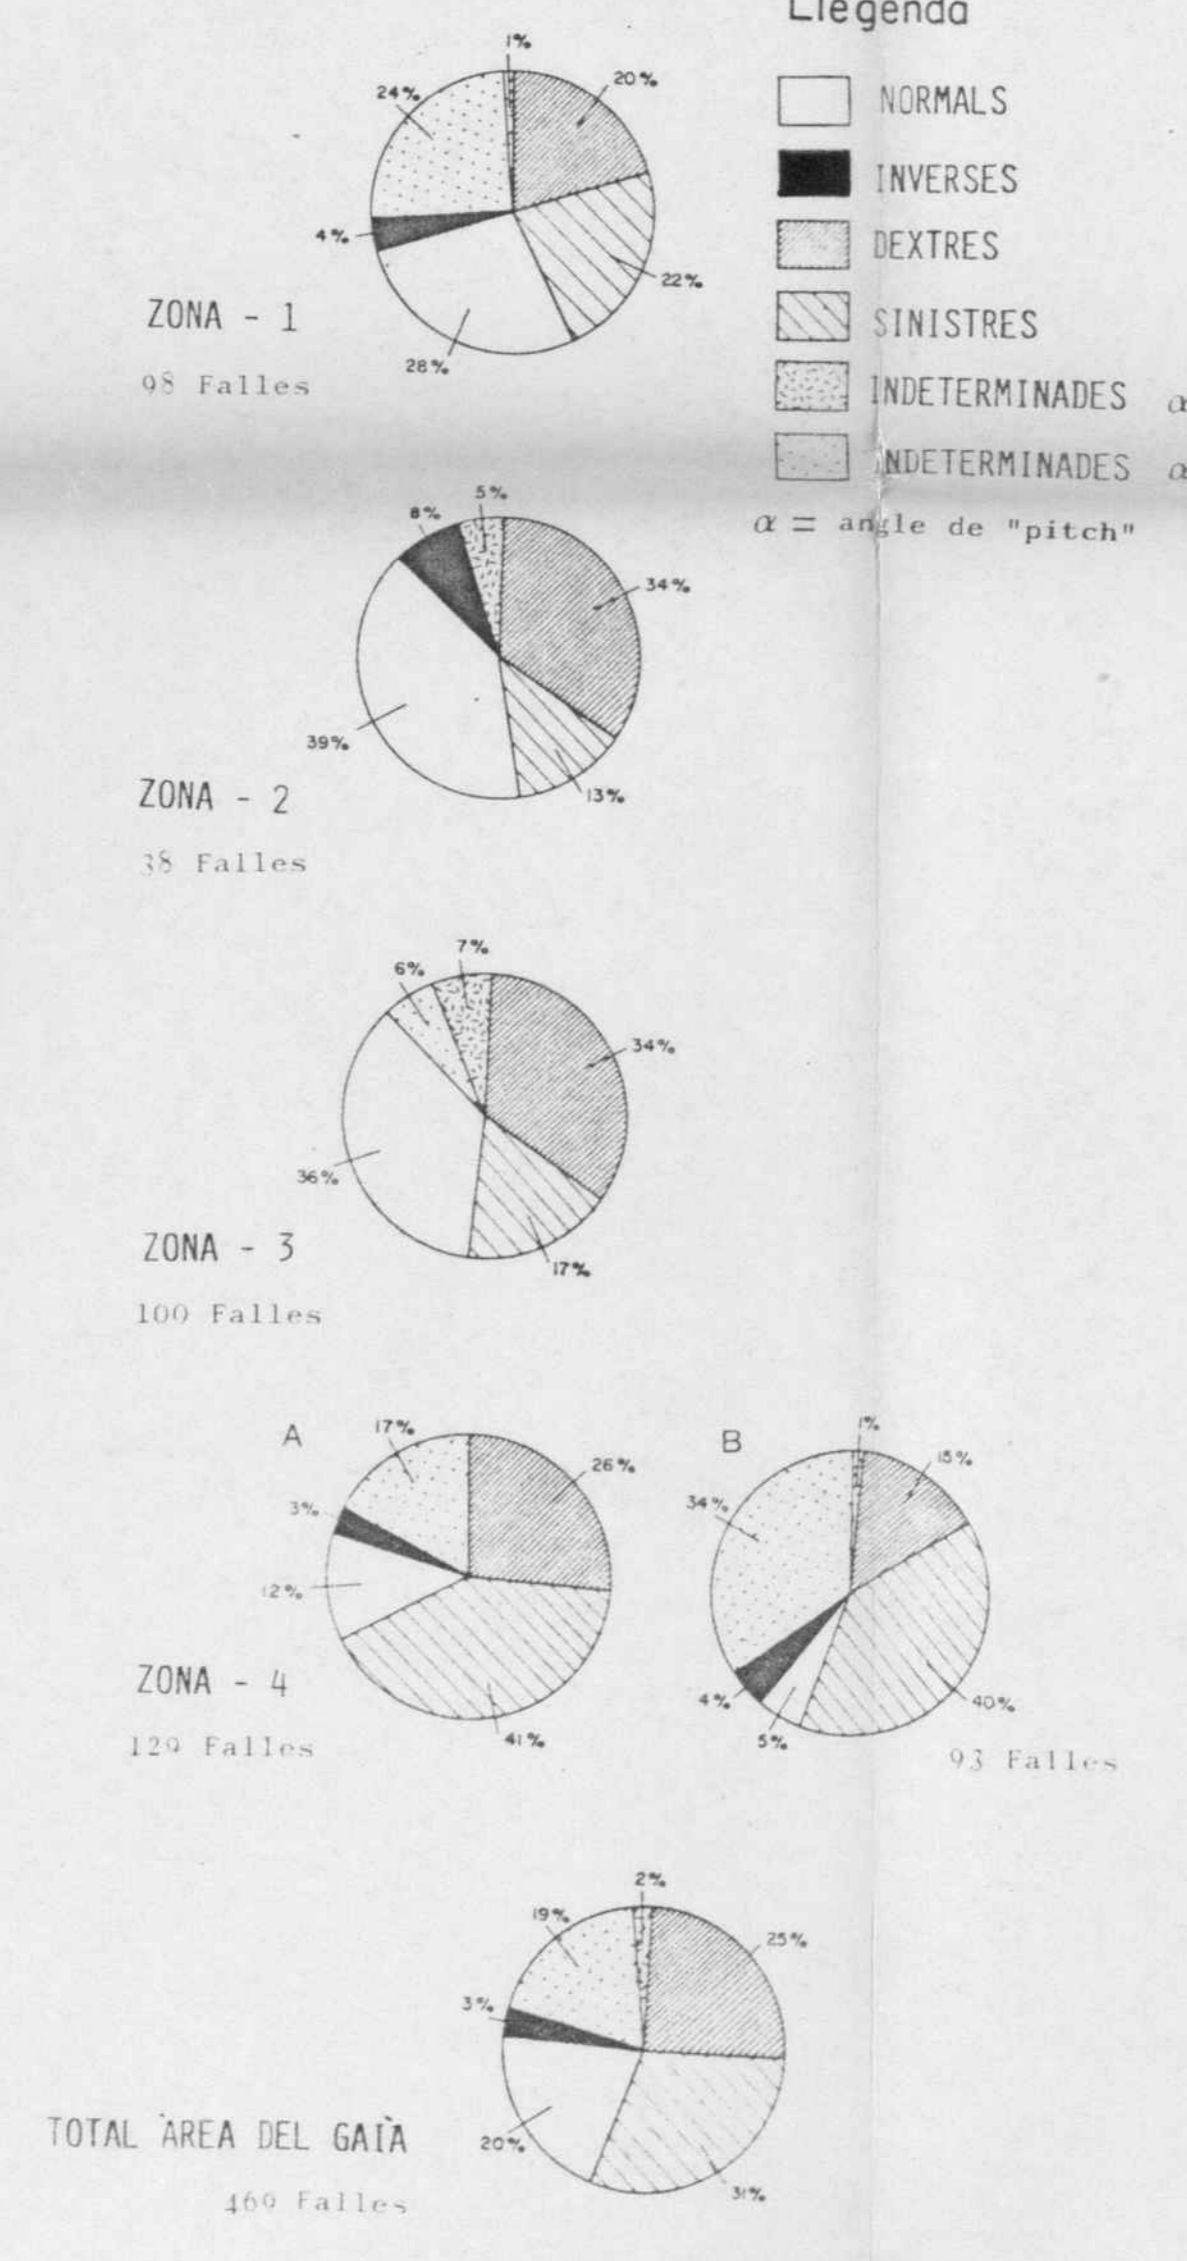 Llegenda
NORMALS
INVERSES
DEXTRES
SINISTRES
INDETERMINADES α
INDETERMINADES α
α = angle de "pitch"
1%
20%
24%
4%
22%
28%
ZONA - 1
98 Falles
5%
8%
34%
39%
13%
ZONA - 2
38 Falles
7%
6%
34%
36%
17%
ZONA - 3
100 Falles
A
17%
26%
3%
12%
41%
ZONA - 4
129 Falles
B
1%
15%
34%
4%
40%
5%
93 Falles
2%
19%
25%
3%
20%
31%
TOTAL ÀREA DEL GAIÀ
469 Falles